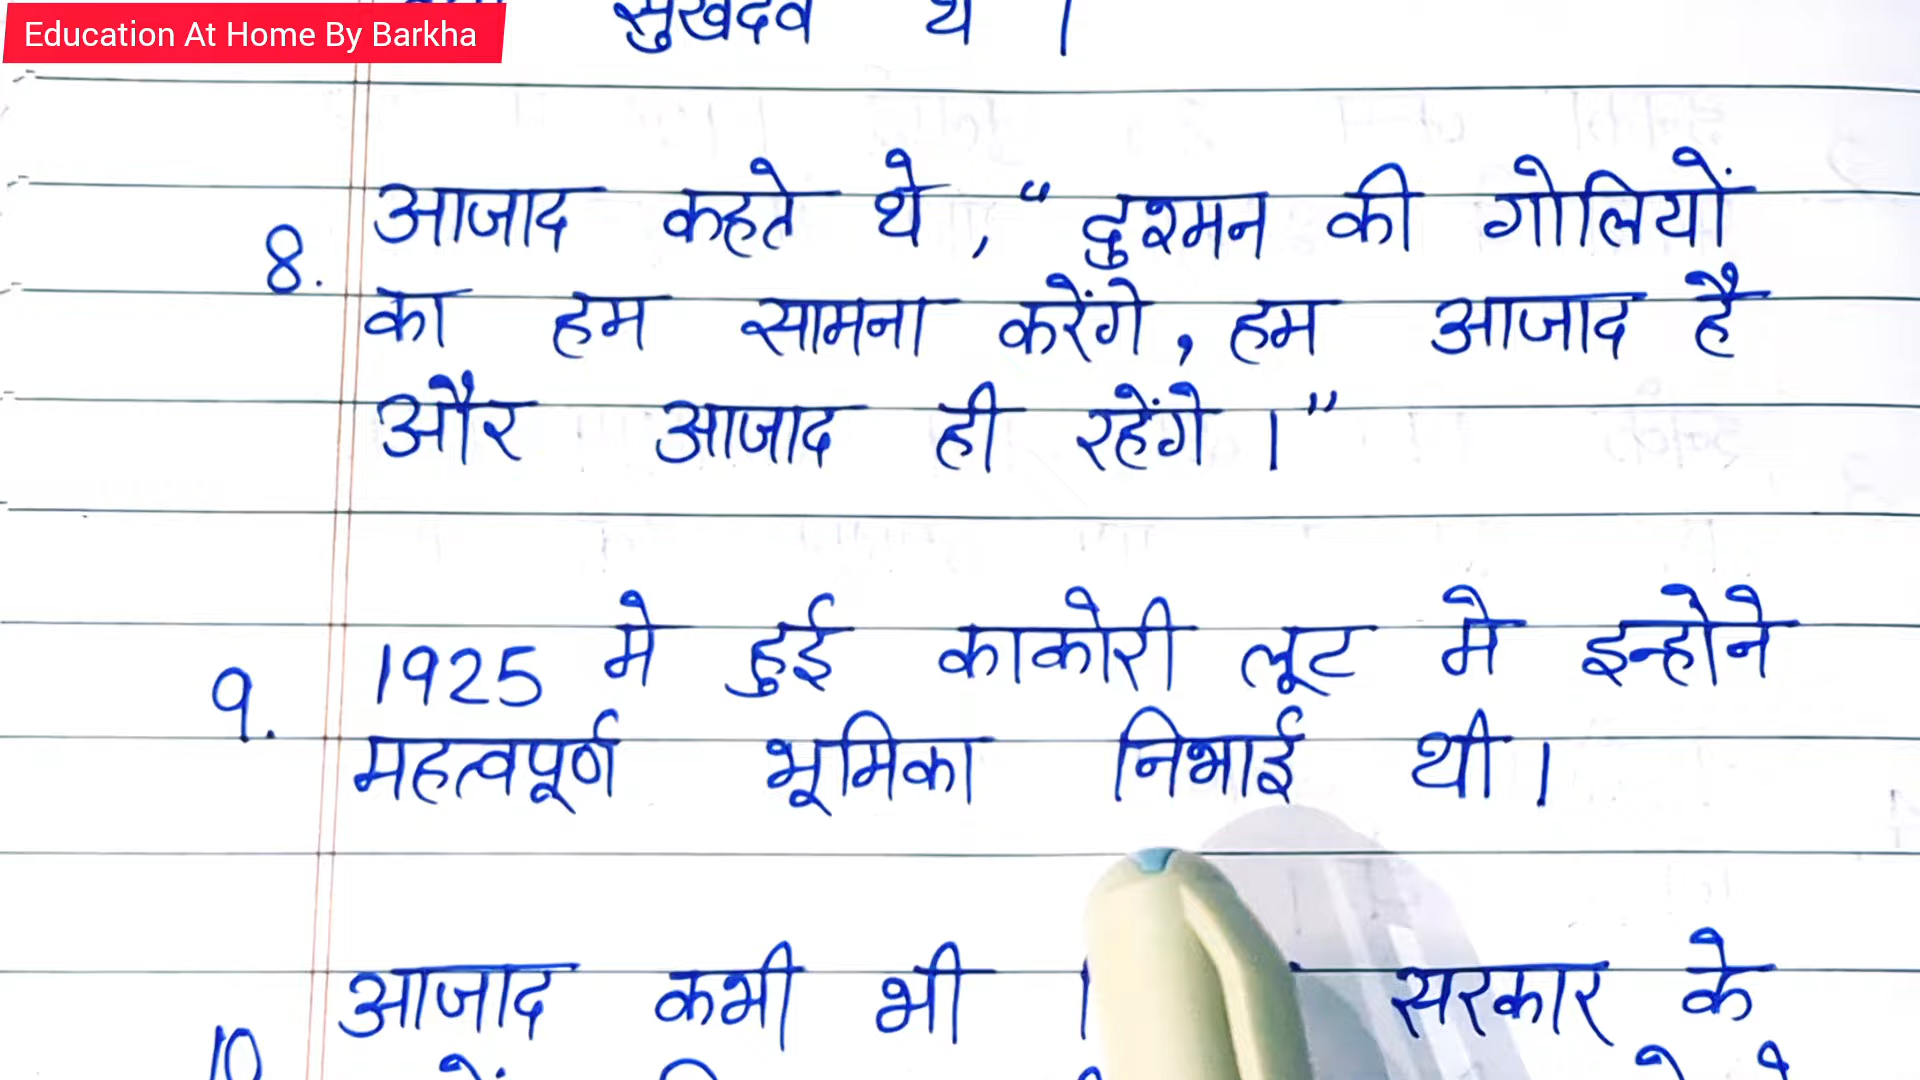 Education At Home By Barkha
सुखदेव थे ।
8. आजाद कहते थे, “दुश्मन की गोलियों
का हम सामना करेंगे, हम आजाद है
और आजाद ही रहेंगे ।”
9. 1925 मे हुई काकोरी लूट मे इन्होने
महत्वपूर्ण भूमिका निभाई थी ।
10 आजाद कभी भी सरकार के